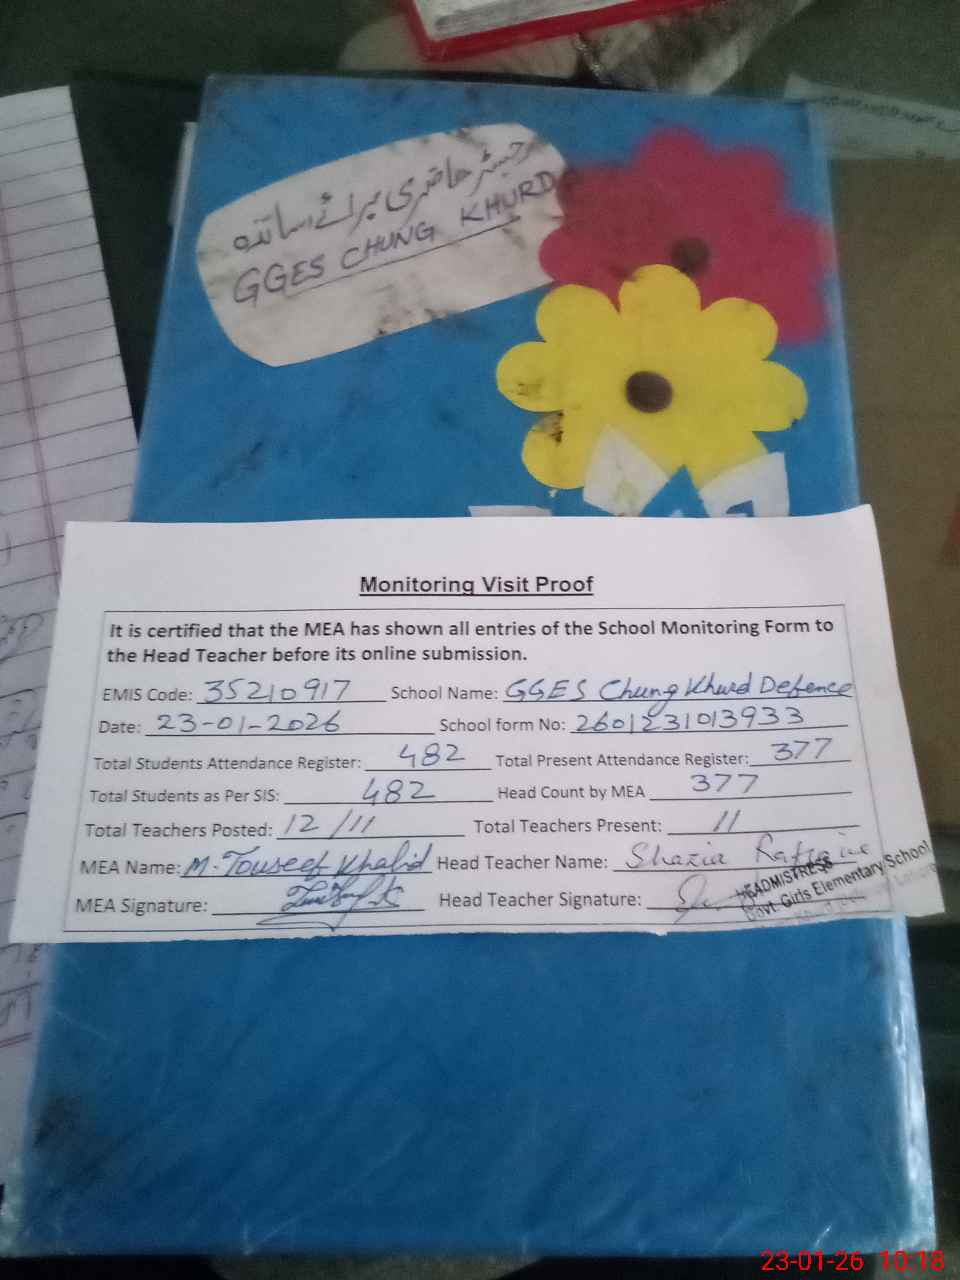 رجسٹر حاضری برائے اساتذہ
GGES CHUNG KHURD
Monitoring Visit Proof
It is certified that the MEA has shown all entries of the School Monitoring Form to
the Head Teacher before its online submission.
EMIS Code: 35210917 School Name: GGES Chung Khurd Defence
Date: 23-01-2026 School form No: 2601231013933
Total Students Attendance Register: 482 Total Present Attendance Register: 377
Total Students as Per SIS: 482 Head Count by MEA 377
Total Teachers Posted: 12/11 Total Teachers Present: 11
MEA Name: M. Touseef Khalid Head Teacher Name: Shazia Rafique
MEA Signature: Head Teacher Signature:
HEADMISTRESS
Govt. Girls Elementary School
23-01-26 10:18